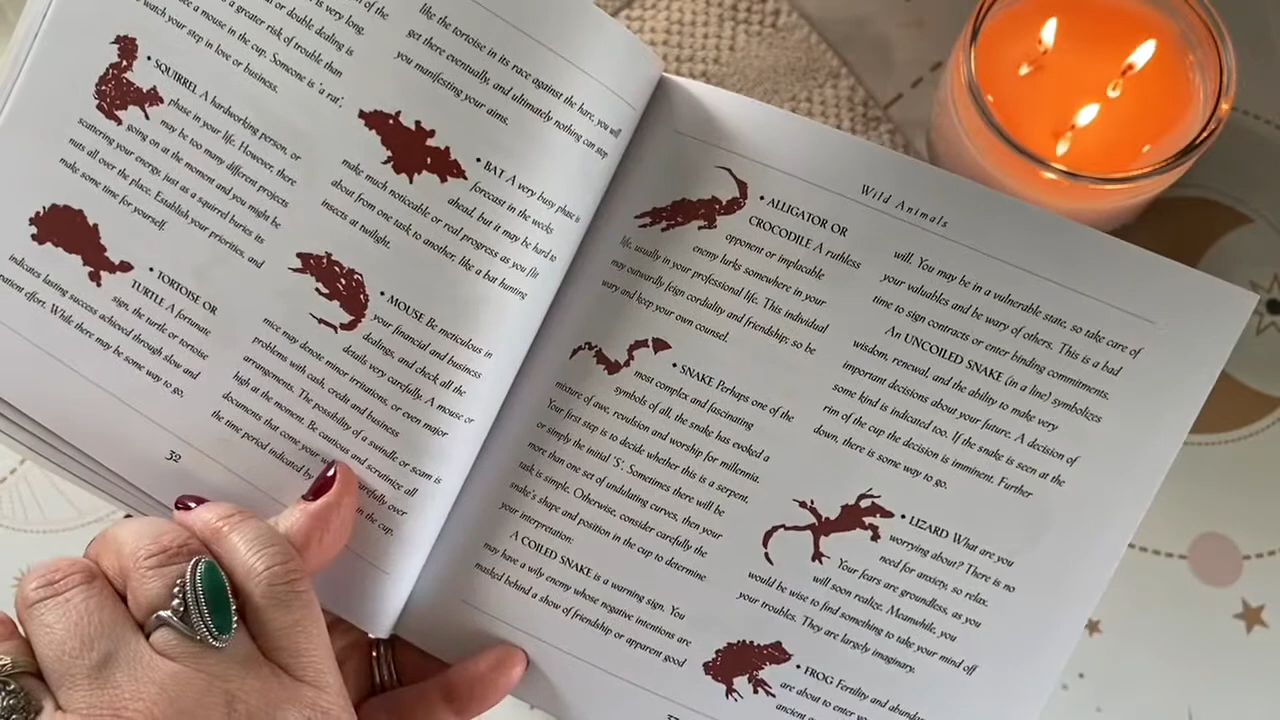 of the
is very long,
or double dealing is
a greater risk of trouble than
see a mouse in the cup. Someone is 'a rat',
watch your step in love or business.
• SQUIRREL A hardworking person, or
phase in your life. However, there
may be too many different projects
going on at the moment and you might be
scattering your energy, just as a squirrel buries its
nuts all over the place. Establish your priorities, and
make some time for yourself.
• TORTOISE OR
TURTLE A fortunate
sign, the turtle or tortoise
indicates lasting success achieved through slow and
patient effort. While there may be some way to go,
32
like the tortoise in its race against the hare, you will
get there eventually, and ultimately nothing can stop
you manifesting your aims.
• BAT A very busy phase is
forecast in the weeks
ahead, but it may be hard to
make much noticeable or real progress as you flit
about from one task to another, like a bat hunting
insects at twilight.
• MOUSE Be meticulous in
your financial and business
dealings, and check all the
details very carefully. A mouse or
mice may denote minor irritations, or even major
problems with cash, credit and business
arrangements. The possibility of a swindle or scam is
high at the moment. Be cautious and scrutinize all
documents that come your carefully over
the time period indicated by in the cup.
Wild Animals
• ALLIGATOR OR
CROCODILE A ruthless
opponent or implacable
enemy lurks somewhere in your
life, usually in your professional life. This individual
may outwardly feign cordiality and friendship; so be
wary and keep your own counsel.
• SNAKE Perhaps one of the
most complex and fascinating
symbols of all, the snake has evoked a
mixture of awe, revulsion and worship for millennia.
Your first step is to decide whether this is a serpent,
or simply the initial 'S'. Sometimes there will be
more than one set of undulating curves, then your
task is simple. Otherwise, consider carefully the
snake's shape and position in the cup to determine
your interpretation:
A COILED SNAKE is a warning sign. You
may have a wily enemy whose negative intentions are
masked behind a show of friendship or apparent good
will. You may be in a vulnerable state, so take care of
your valuables and be wary of others. This is a bad
time to sign contracts or enter binding commitments.
An UNCOILED SNAKE (in a line) symbolizes
wisdom, renewal, and the ability to make very
important decisions about your future. A decision of
some kind is indicated too. If the snake is seen at the
rim of the cup the decision is imminent. Further
down, there is some way to go.
• LIZARD What are you
worrying about? There is no
need for anxiety, so relax.
Your fears are groundless, as you
will soon realize. Meanwhile, you
would be wise to find something to take your mind off
your troubles. They are largely imaginary.
• FROG Fertility and
are about to enter
ancient